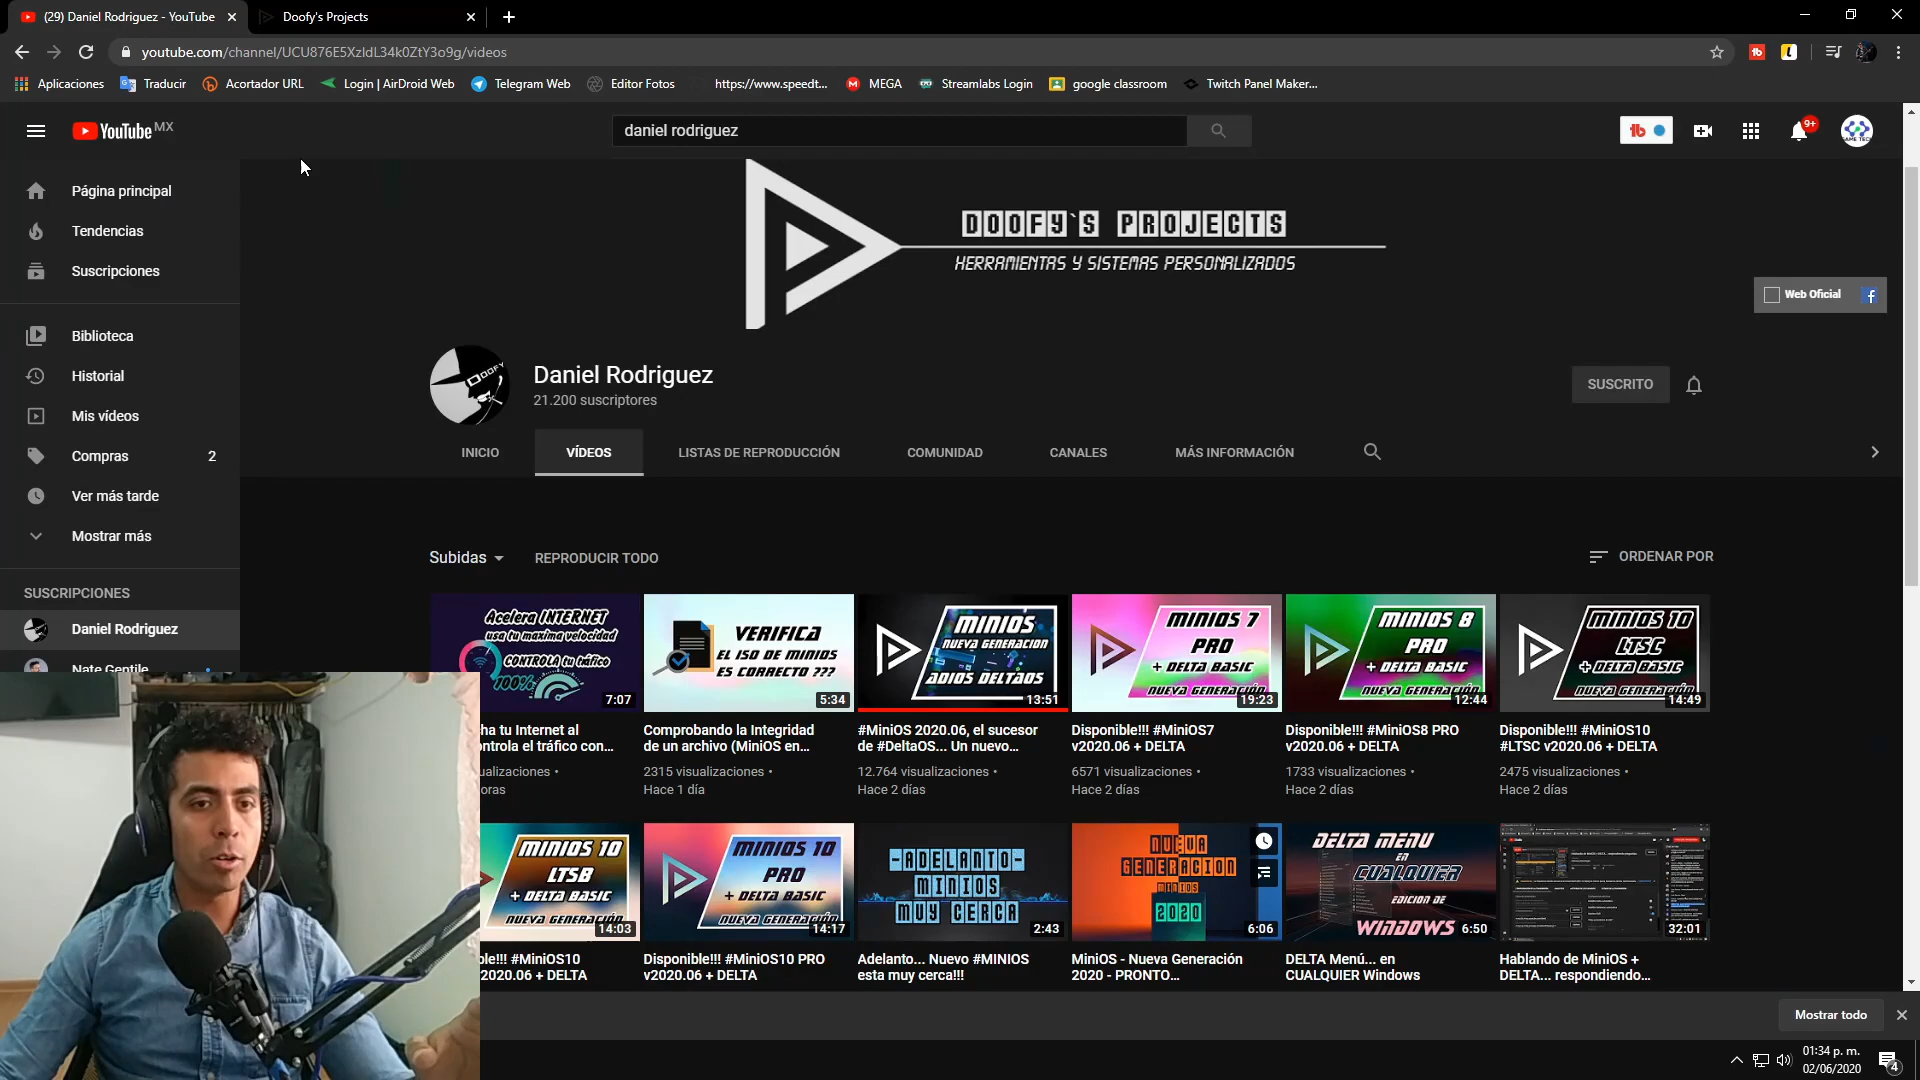 (29) Daniel Rodriguez - YouTube
Doofy's Projects
youtube.com/channel/UCU876E5XzIdL34k0ZtY3o9g/videos
Aplicaciones
Traducir
Acortador URL
Login | AirDroid Web
Telegram Web
Editor Fotos
https://www.speedt...
MEGA
Streamlabs Login
google classroom
Twitch Panel Maker...
YouTube MX
daniel rodriguez
9+
Página principal
Tendencias
Suscripciones
Biblioteca
Historial
Mis vídeos
Compras 2
Ver más tarde
Mostrar más
SUSCRIPCIONES
Daniel Rodriguez
Nate Gentile
DOOFY`S PROJECTS
HERRAMIENTAS Y SISTEMAS PERSONALIZADOS
Web Oficial
DOOFY
Daniel Rodriguez
21.200 suscriptores
SUSCRITO
INICIO
VÍDEOS
LISTAS DE REPRODUCCIÓN
COMUNIDAD
CANALES
MÁS INFORMACIÓN
Subidas
REPRODUCIR TODO
ORDENAR POR
Acelera INTERNET
usa tu maxima velocidad
CONTROLA tu tráfico
100%
7:07
VERIFICA
EL ISO DE MINIOS
ES CORRECTO ???
5:34
MINIOS
NUEVA GENERACION
ADIOS DELTAOS
13:51
MINIOS 7
PRO
+ DELTA BASIC
NUEVA GENERACIÓN
19:23
MINIOS 8
PRO
+ DELTA BASIC
NUEVA GENERACIÓN
12:44
MINIOS 10
LTSC
+ DELTA BASIC
NUEVA GENERACIÓN
14:49
ha tu Internet al
ntrola el tráfico con...
ualizaciones •
oras
Comprobando la Integridad
de un archivo (MiniOS en...
2315 visualizaciones •
Hace 1 día
#MiniOS 2020.06, el sucesor
de #DeltaOS... Un nuevo...
12.764 visualizaciones •
Hace 2 días
Disponible!!! #MiniOS7
v2020.06 + DELTA
6571 visualizaciones •
Hace 2 días
Disponible!!! #MiniOS8 PRO
v2020.06 + DELTA
1733 visualizaciones •
Hace 2 días
Disponible!!! #MiniOS10
#LTSC v2020.06 + DELTA
2475 visualizaciones •
Hace 2 días
MINIOS 10
LTSB
+ DELTA BASIC
NUEVA GENERACIÓN
14:03
MINIOS 10
PRO
+ DELTA BASIC
NUEVA GENERACIÓN
14:17
-ADELANTO-
MINIOS
MUY CERCA
2:43
NUEVA
GENERACION
MINIOS
2020
6:06
DELTA MENU
EN
CUALQUIER
EDICION DE
WINDOWS
6:50
32:01
ble!!! #MiniOS10
2020.06 + DELTA
Disponible!!! #MiniOS10 PRO
v2020.06 + DELTA
Adelanto... Nuevo #MINIOS
esta muy cerca!!!
MiniOS - Nueva Generación
2020 - PRONTO...
DELTA Menú... en
CUALQUIER Windows
Hablando de MiniOS +
DELTA... respondiendo...
Mostrar todo
01:34 p. m.
02/06/2020
4